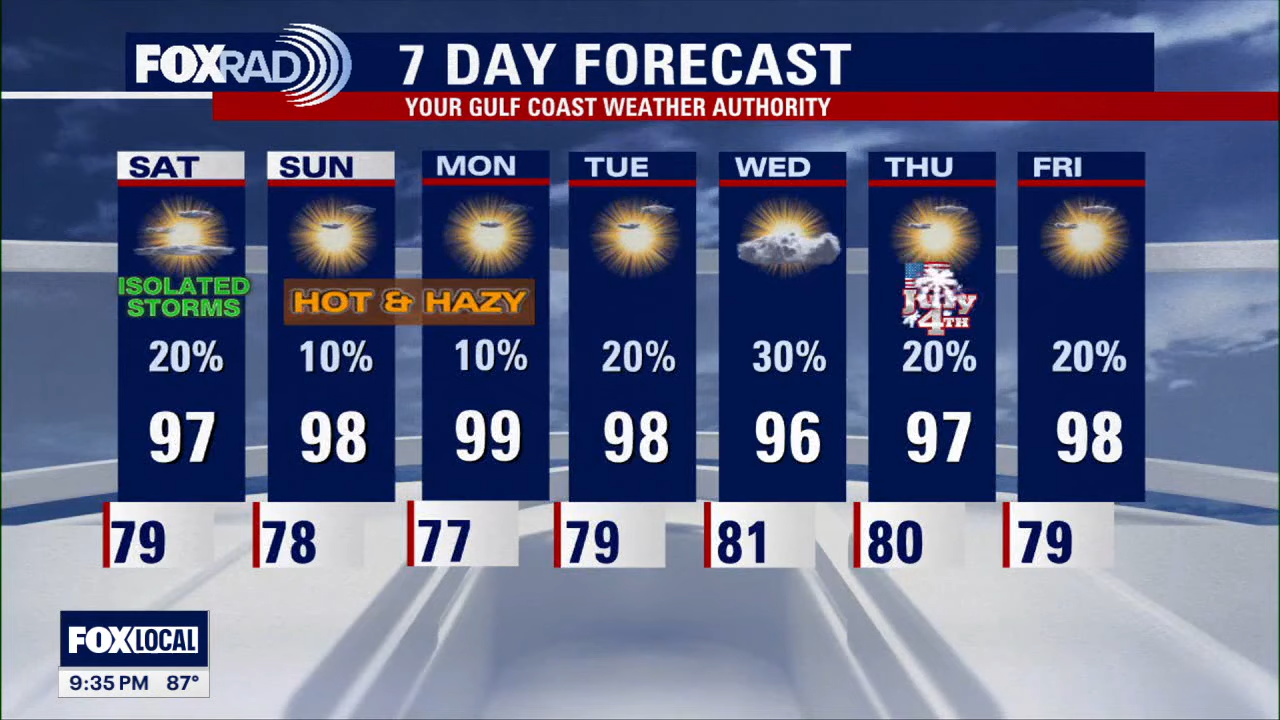 FOXRAD
7 DAY FORECAST
YOUR GULF COAST WEATHER AUTHORITY
SAT SUN MON TUE WED THU FRI
ISOLATED
STORMS
HOT & HAZY
July
4TH
20% 10% 10% 20% 30% 20% 20%
97 98 99 98 96 97 98
79 78 77 79 81 80 79
FOX LOCAL
9:35 PM 87°